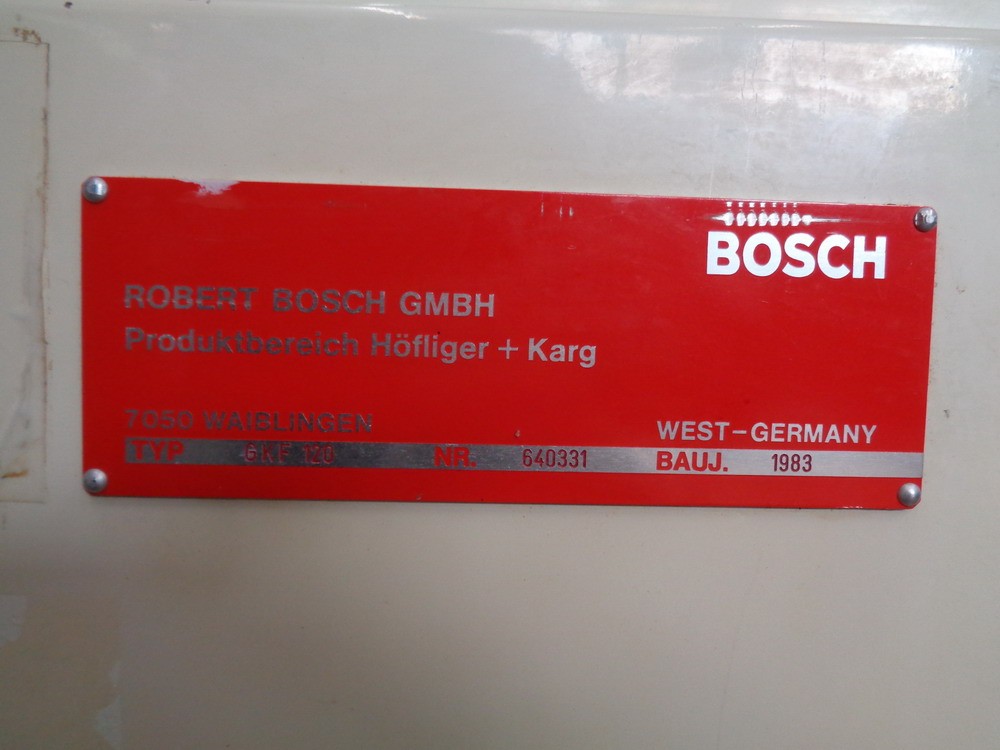 BOSCH
ROBERT BOSCH GMBH
Produktbereich Höfliger + Karg
7050 WAIBLINGEN
WEST-GERMANY
TYP GKF 120 NR. 640331 BAUJ. 1983